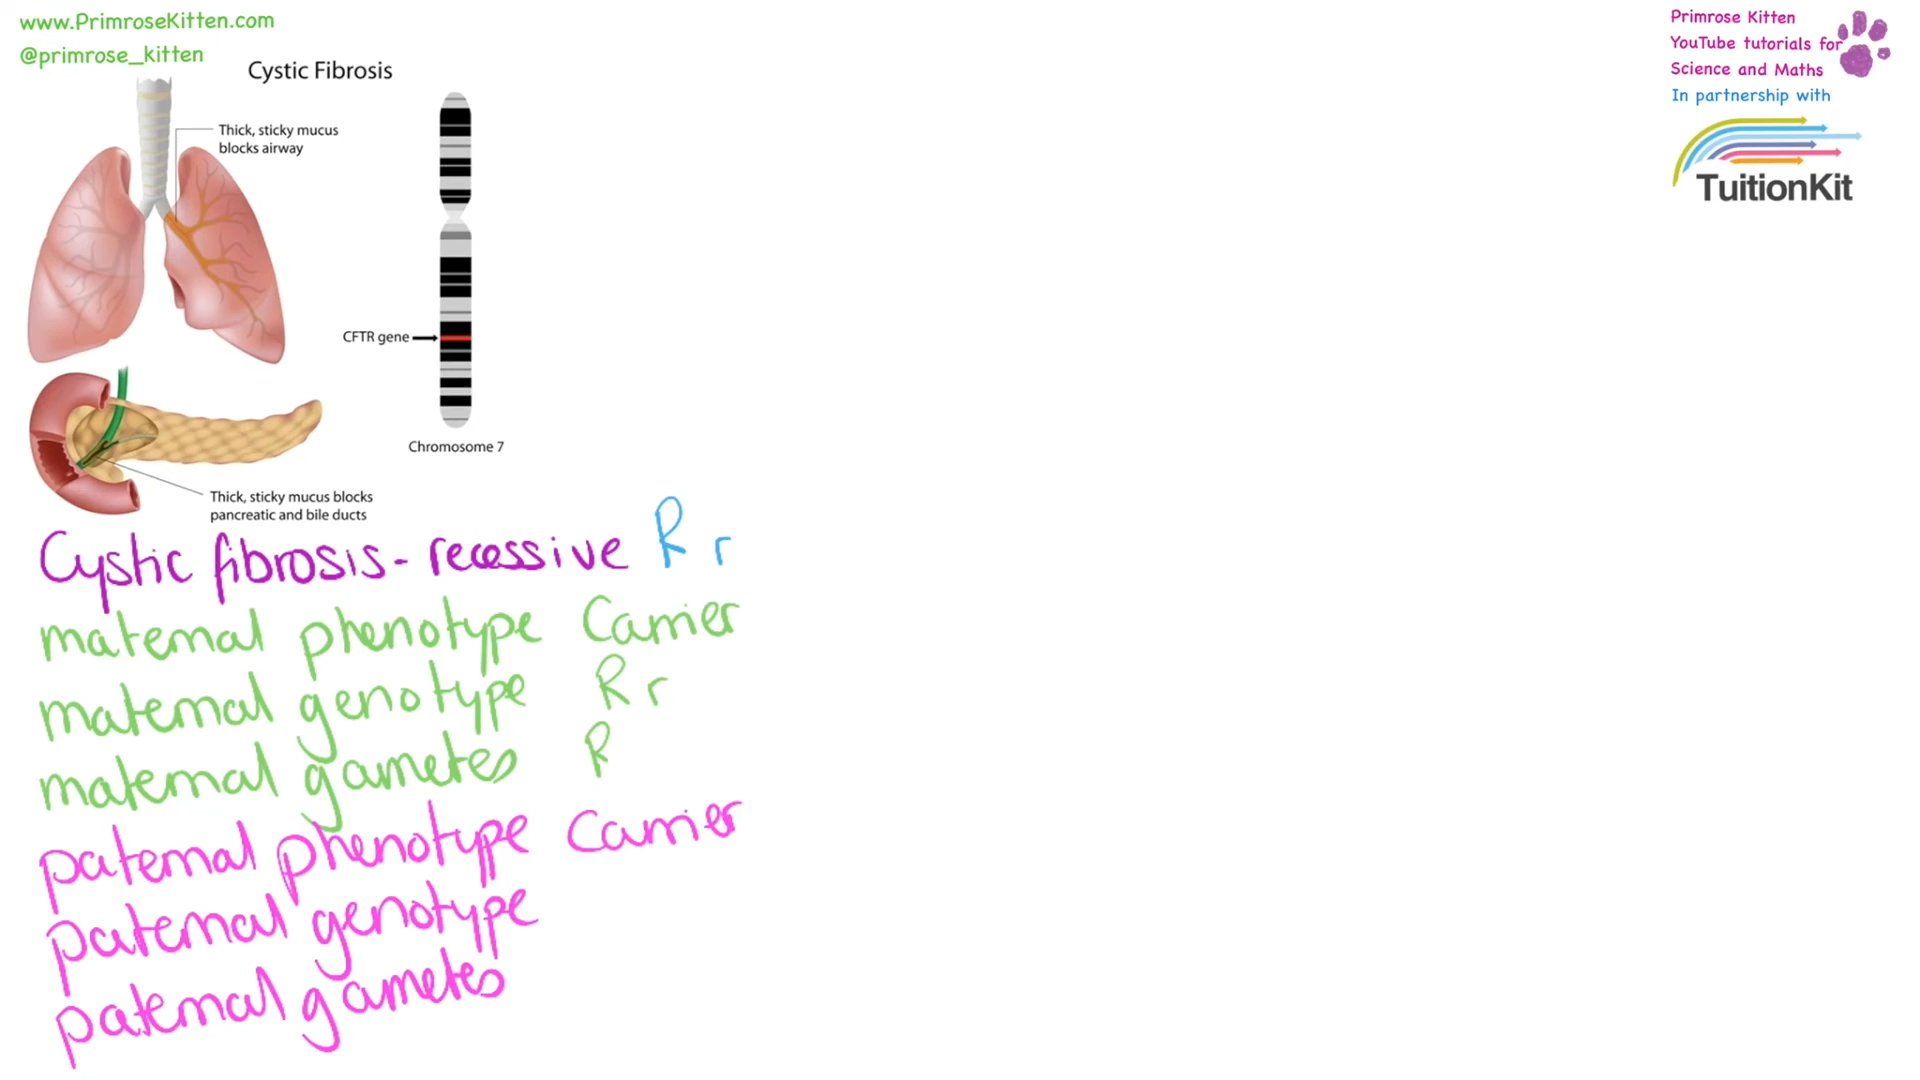 www.PrimroseKitten.com
@primrose_kitten
Cystic Fibrosis
Thick, sticky mucus
blocks airway
CFTR gene
Chromosome 7
Thick, sticky mucus blocks
pancreatic and bile ducts
Cystic fibrosis - recessive R r
maternal phenotype Carrier
maternal genotype R r
maternal gametes R
paternal phenotype Carrier
paternal genotype
paternal gametes
Primrose Kitten
YouTube tutorials for
Science and Maths
In partnership with
TuitionKit